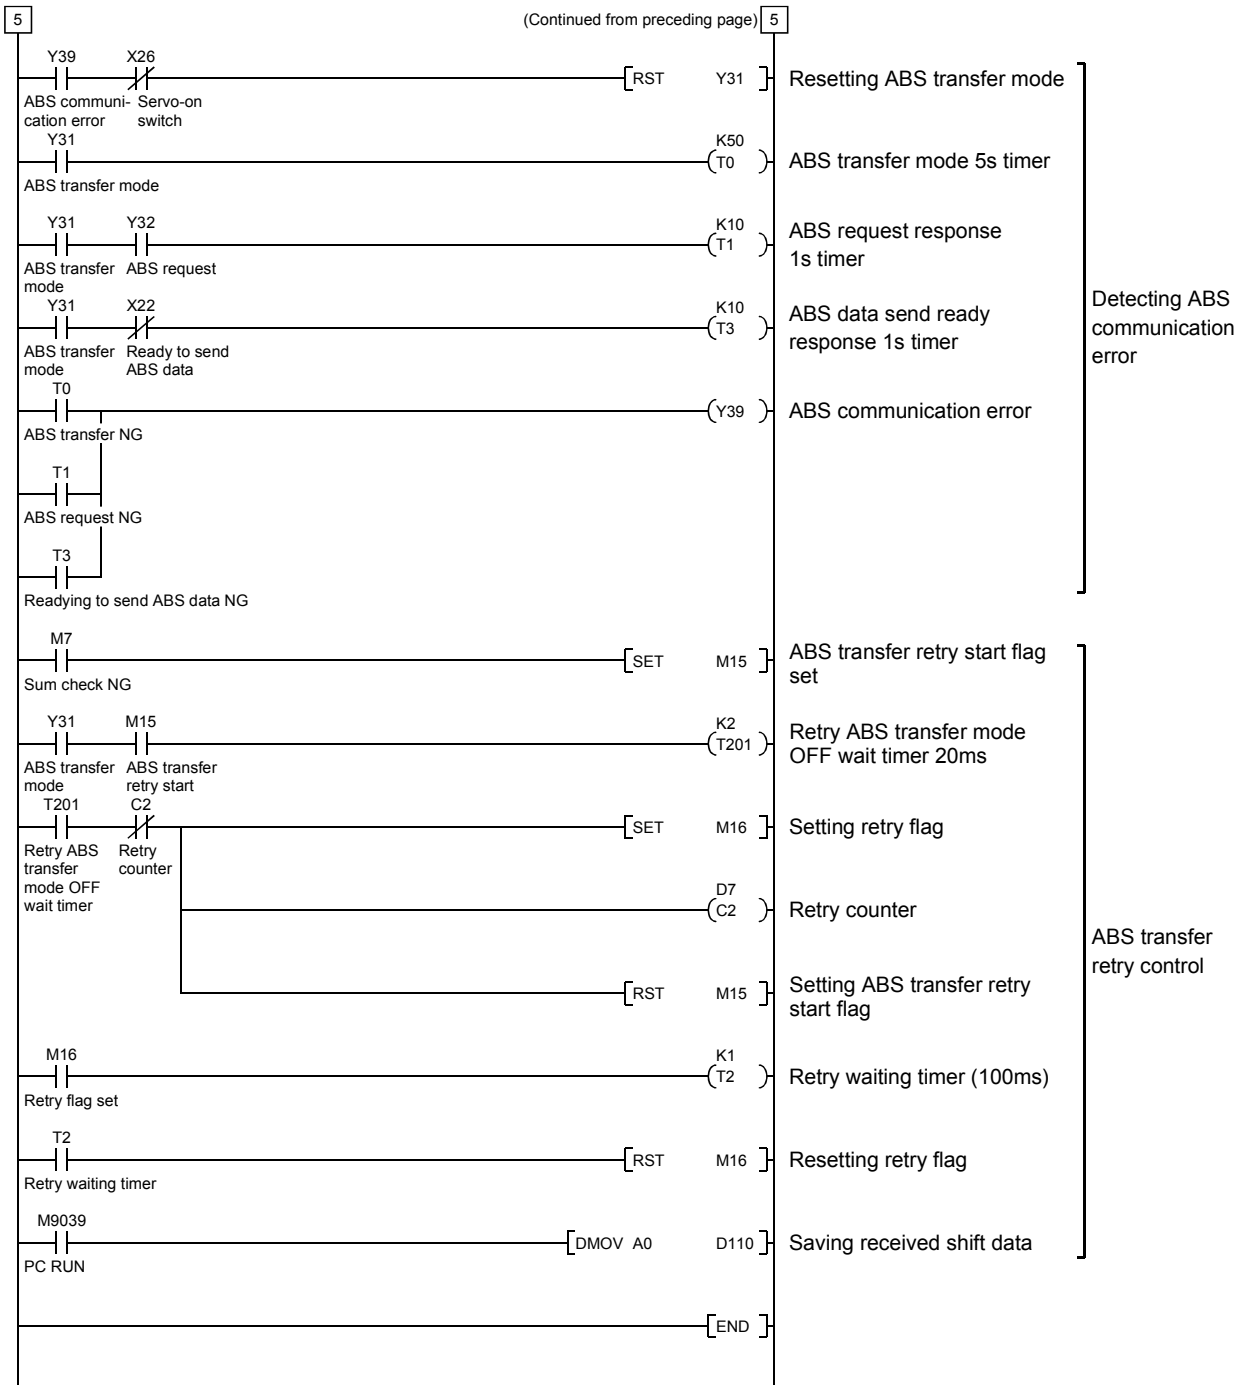 5
(Continued from preceding page)
5
Y39
X26
RST Y31
Resetting ABS transfer mode
ABS communi-
cation error
Servo-on
switch
Y31
K50
T0
ABS transfer mode 5s timer
ABS transfer mode
Y31
Y32
K10
T1
ABS request response
1s timer
ABS transfer
mode
ABS request
Y31
X22
K10
T3
ABS data send ready
response 1s timer
ABS transfer
mode
Ready to send
ABS data
Detecting ABS
communication
error
T0
Y39
ABS communication error
ABS transfer NG
T1
ABS request NG
T3
Readying to send ABS data NG
M7
SET M15
ABS transfer retry start flag
set
Sum check NG
Y31
M15
K2
T201
Retry ABS transfer mode
OFF wait timer 20ms
ABS transfer
mode
ABS transfer
retry start
T201
C2
SET M16
Setting retry flag
Retry ABS
transfer
mode OFF
wait timer
Retry
counter
D7
C2
Retry counter
ABS transfer
retry control
RST M15
Setting ABS transfer retry
start flag
M16
K1
T2
Retry waiting timer (100ms)
Retry flag set
T2
RST M16
Resetting retry flag
Retry waiting timer
M9039
DMOV A0 D110
Saving received shift data
PC RUN
END